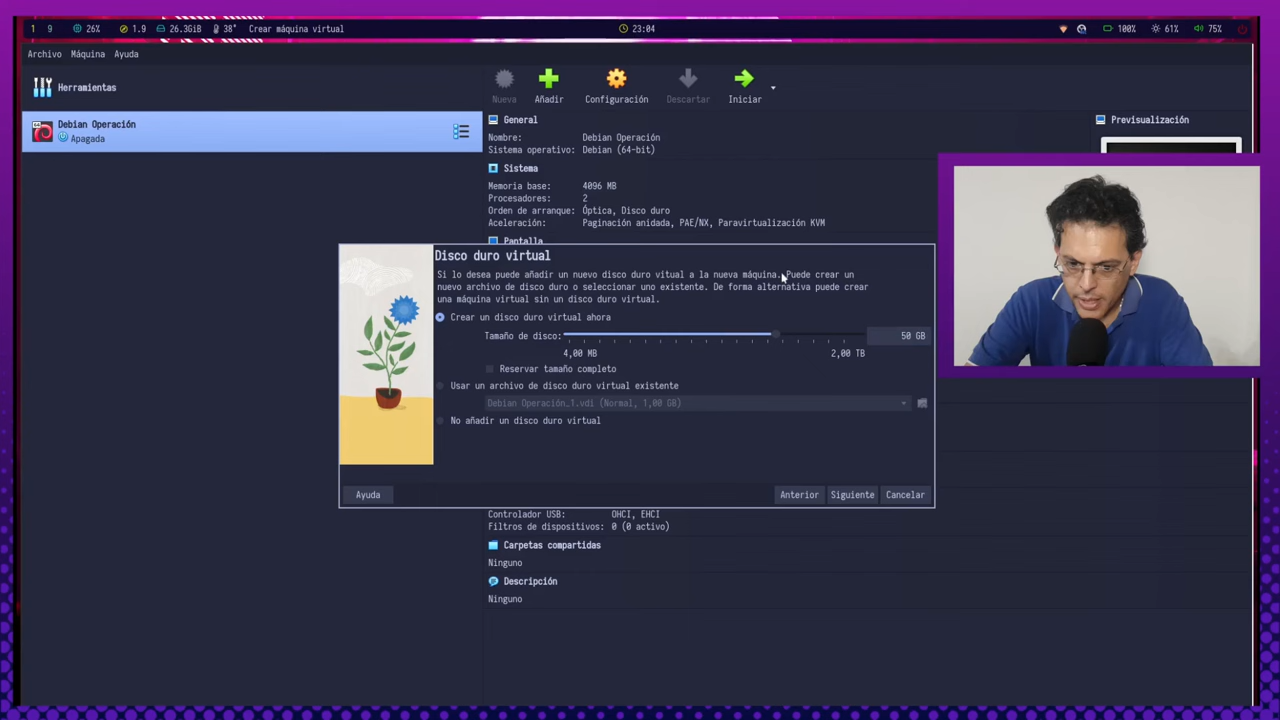 1 9 26% 1.9 26.3GiB 38° Crear máquina virtual 23:04 100% 61% 75%
Archivo Máquina Ayuda
Herramientas
Nueva Añadir Configuración Descartar Iniciar
Debian Operación
Apagada
General
Nombre: Debian Operación
Sistema operativo: Debian (64-bit)
Sistema
Memoria base: 4096 MB
Procesadores: 2
Orden de arranque: Óptica, Disco duro
Aceleración: Paginación anidada, PAE/NX, Paravirtualización KVM
Pantalla
Previsualización
Disco duro virtual
Si lo desea puede añadir un nuevo disco duro vitual a la nueva máquina. Puede crear un
nuevo archivo de disco duro o seleccionar uno existente. De forma alternativa puede crear
una máquina virtual sin un disco duro virtual.
Crear un disco duro virtual ahora
Tamaño de disco: 50 GB
4,00 MB 2,00 TB
Reservar tamaño completo
Usar un archivo de disco duro virtual existente
Debian Operación_1.vdi (Normal, 1,00 GB)
No añadir un disco duro virtual
Ayuda Anterior Siguiente Cancelar
Controlador USB: OHCI, EHCI
Filtros de dispositivos: 0 (0 activo)
Carpetas compartidas
Ninguno
Descripción
Ninguno